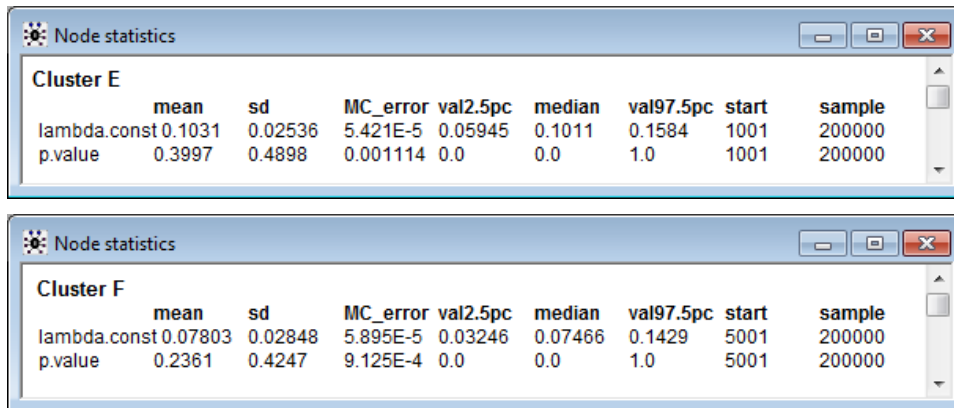 Node statistics
Cluster E
mean sd MC_error val2.5pc median val97.5pc start sample
lambda.const 0.1031 0.02536 5.421E-5 0.05945 0.1011 0.1584 1001 200000
p.value 0.3997 0.4898 0.001114 0.0 0.0 1.0 1001 200000
Node statistics
Cluster F
mean sd MC_error val2.5pc median val97.5pc start sample
lambda.const 0.07803 0.02848 5.895E-5 0.03246 0.07466 0.1429 5001 200000
p.value 0.2361 0.4247 9.125E-4 0.0 0.0 1.0 5001 200000